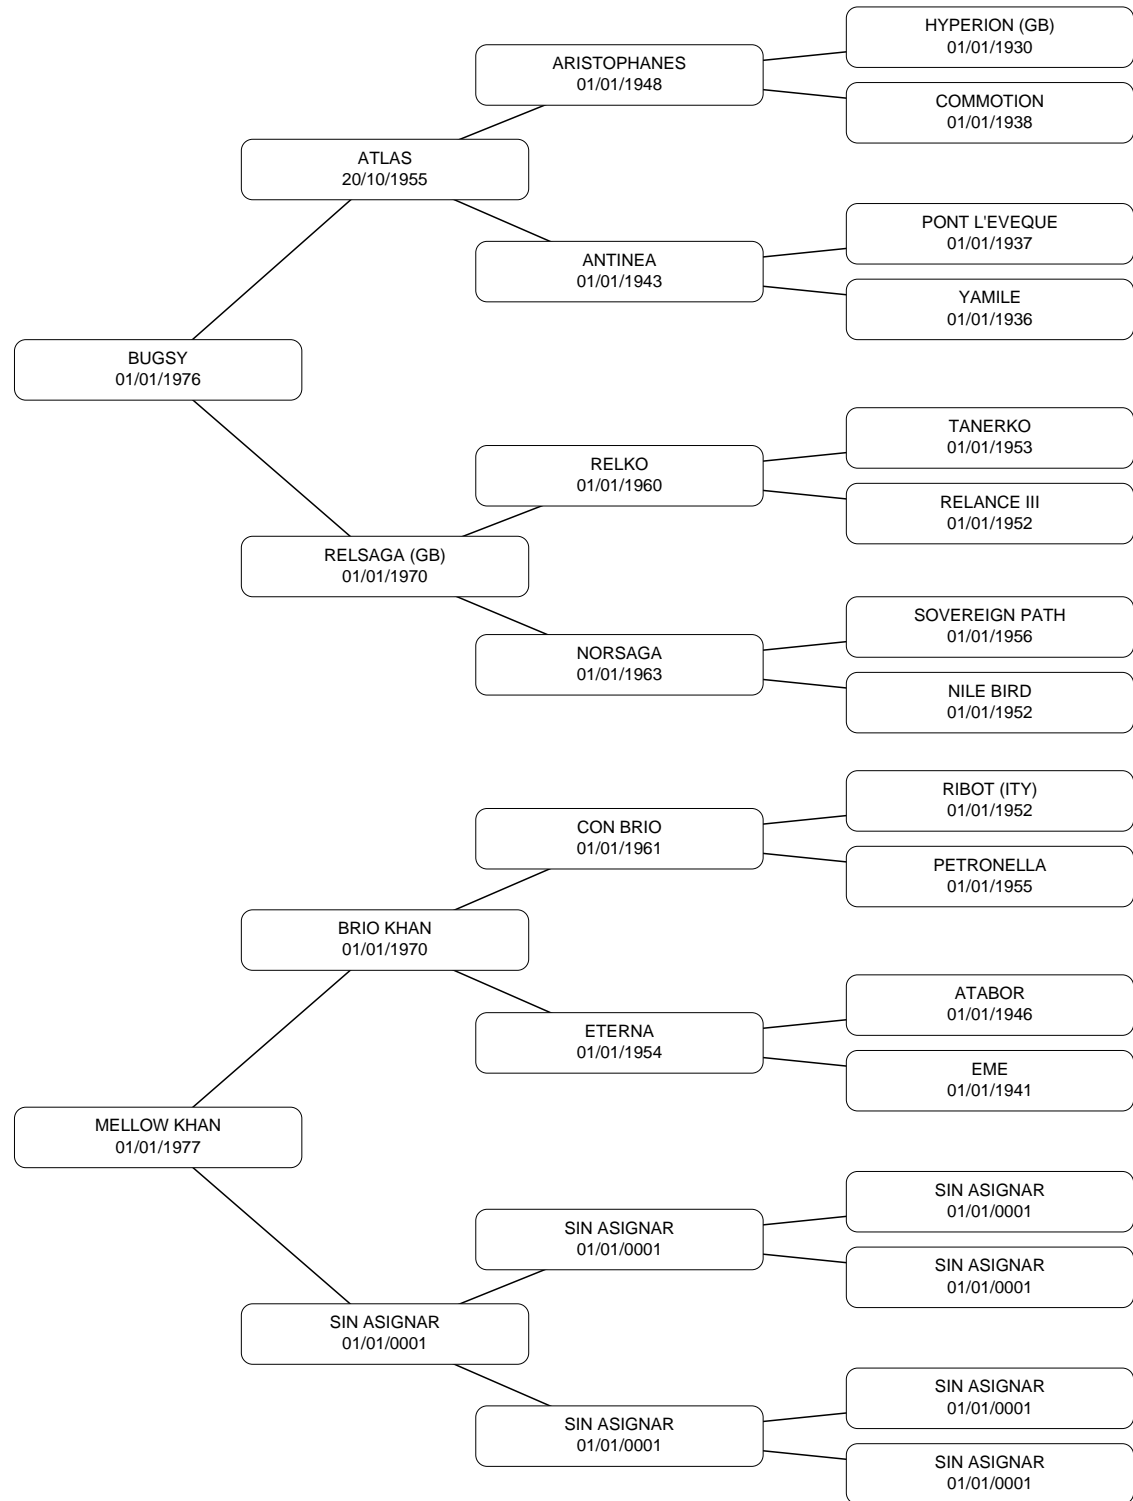 HYPERION (GB)
01/01/1930
ARISTOPHANES
01/01/1948
COMMOTION
01/01/1938
ATLAS
20/10/1955
PONT L'EVEQUE
01/01/1937
ANTINEA
01/01/1943
YAMILE
01/01/1936
BUGSY
01/01/1976
TANERKO
01/01/1953
RELKO
01/01/1960
RELANCE III
01/01/1952
RELSAGA (GB)
01/01/1970
SOVEREIGN PATH
01/01/1956
NORSAGA
01/01/1963
NILE BIRD
01/01/1952
RIBOT (ITY)
01/01/1952
CON BRIO
01/01/1961
PETRONELLA
01/01/1955
BRIO KHAN
01/01/1970
ATABOR
01/01/1946
ETERNA
01/01/1954
EME
01/01/1941
MELLOW KHAN
01/01/1977
SIN ASIGNAR
01/01/0001
SIN ASIGNAR
01/01/0001
SIN ASIGNAR
01/01/0001
SIN ASIGNAR
01/01/0001
SIN ASIGNAR
01/01/0001
SIN ASIGNAR
01/01/0001
SIN ASIGNAR
01/01/0001